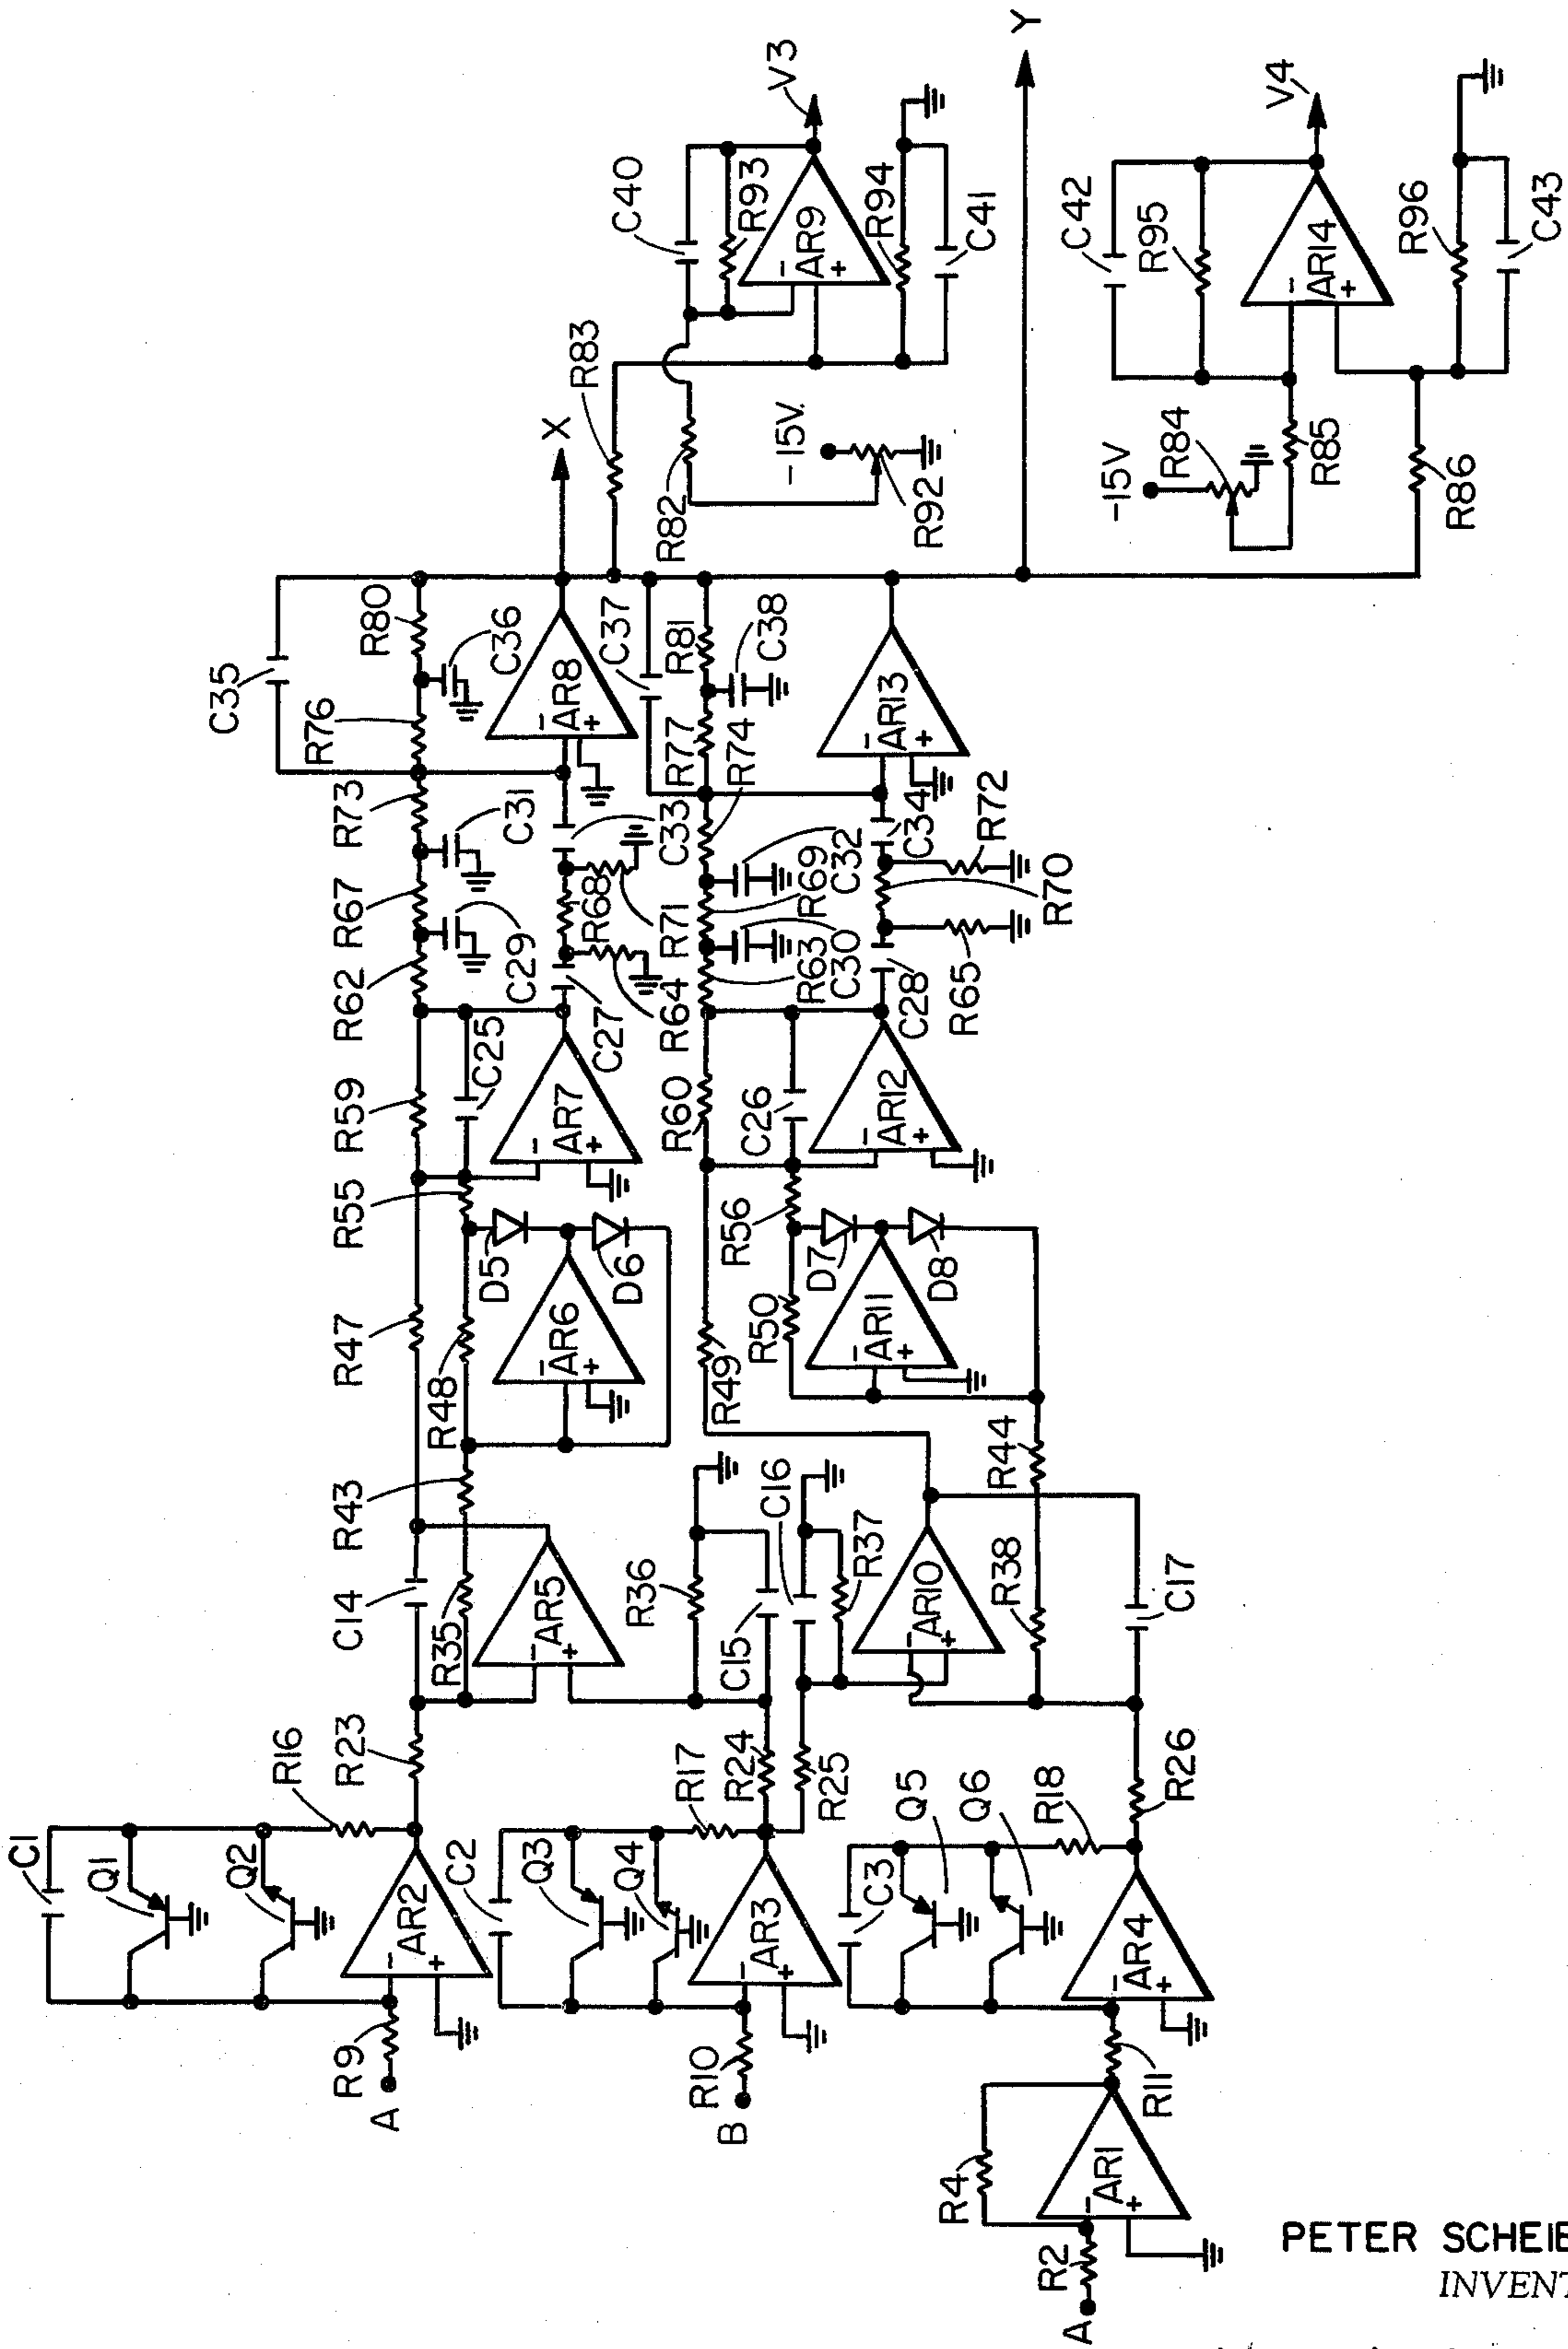 C1
Q1
Q2
R16
R23
C14
R43
R47
R55
R59
R62
R67
R73
R76
C35
R80
R9
A
AR2
-
+
R35
R48
D5
C25
C29
C31
C36
X
AR5
-
+
AR6
-
+
D6
AR7
-
+
C27
R64
R68
R71
C33
AR8
-
+
C37
R83
C40
V3
R93
AR9
-
+
R94
C41
R82
-15V.
R92
C2
Q3
Q4
R17
R24
R36
C15
C16
R25
R37
R10
B
AR3
-
+
R49
R60
R63
C30
R69
C32
R74
R77
R81
C38
R56
C26
R50
D7
AR11
-
+
D8
AR12
-
+
C28
R65
R70
C34
R72
AR13
-
+
Y
C3
Q5
Q6
R18
R26
AR10
-
+
R38
R44
C17
AR4
-
+
R11
R4
AR1
-
+
R2
A
-15V
R84
R85
R86
C42
R95
V4
AR14
-
+
R96
C43
PETER SCHEIB
INVENT